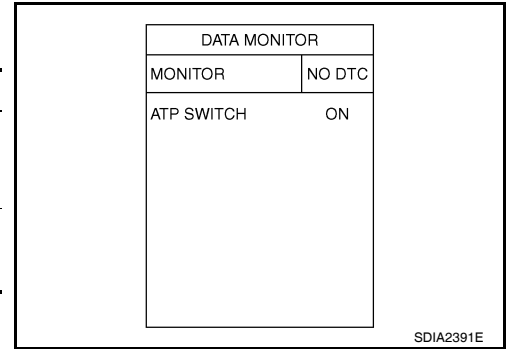 DATA MONITOR
MONITOR NO DTC
ATP SWITCH ON
SDIA2391E